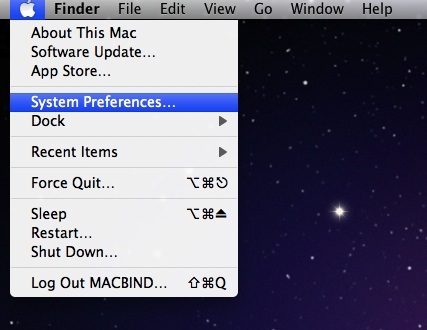 Finder File Edit View Go Window Help
About This Mac
Software Update…
App Store…
System Preferences…
Dock
Recent Items
Force Quit… ⌥⌘⎋
Sleep ⌥⌘⏏
Restart…
Shut Down…
Log Out MACBIND… ⇧⌘Q